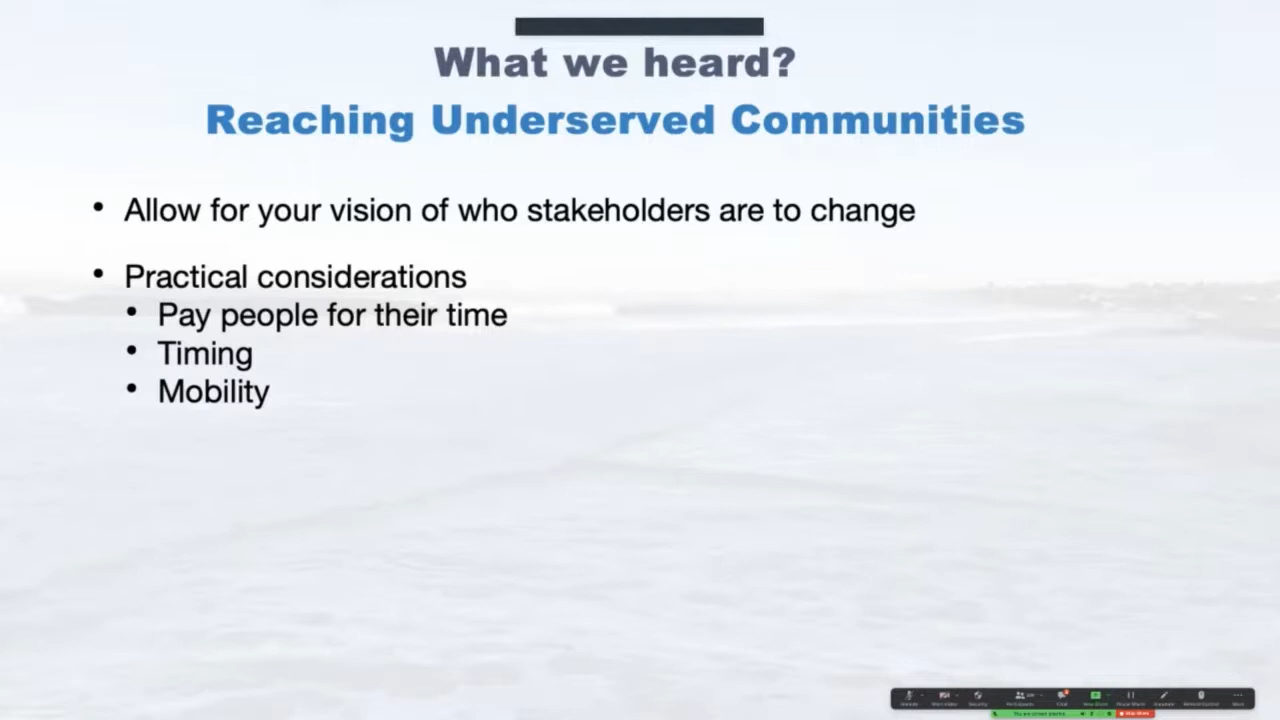 What we heard?
Reaching Underserved Communities
• Allow for your vision of who stakeholders are to change
• Practical considerations
• Pay people for their time
• Timing
• Mobility